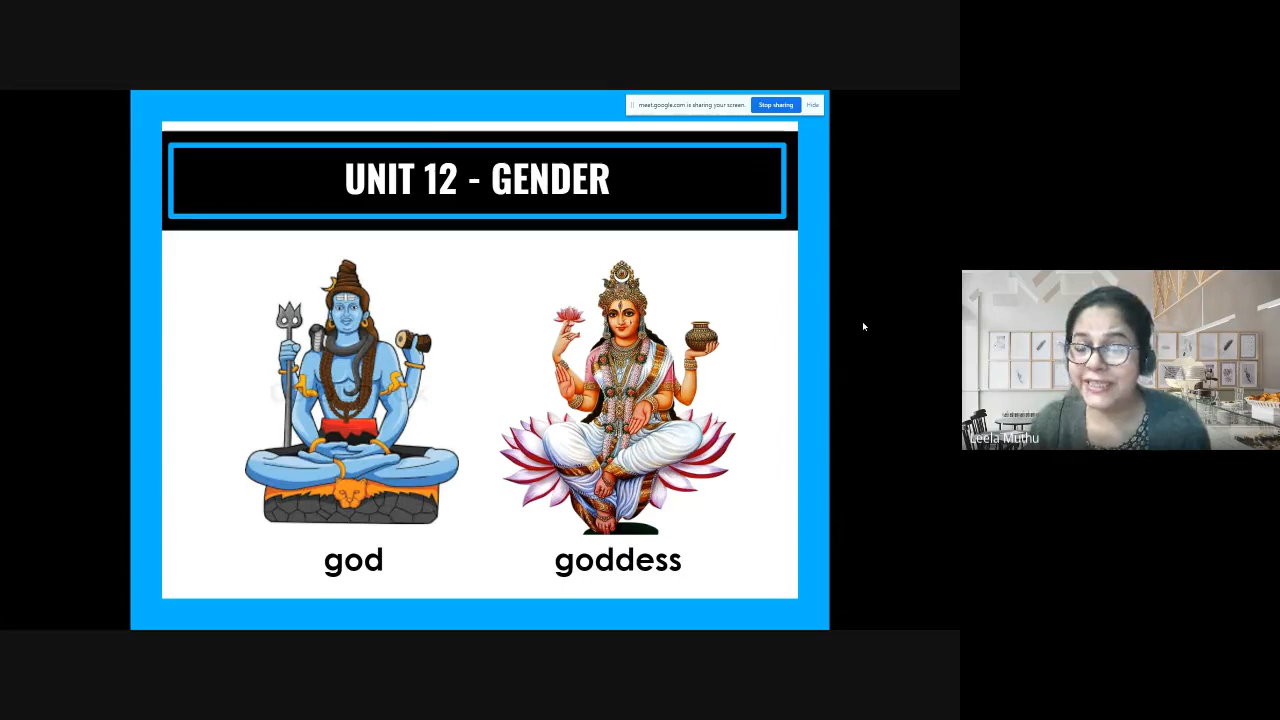 meet.google.com is sharing your screen.
Stop sharing
Hide
UNIT 12 - GENDER
god
goddess
Leela Muthu